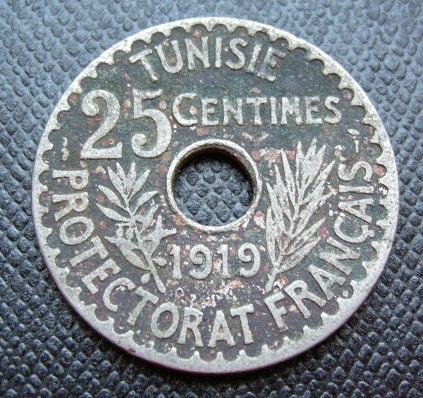 TUNISIE
25 CENTIMES
1919
PROTECTORAT FRANÇAIS